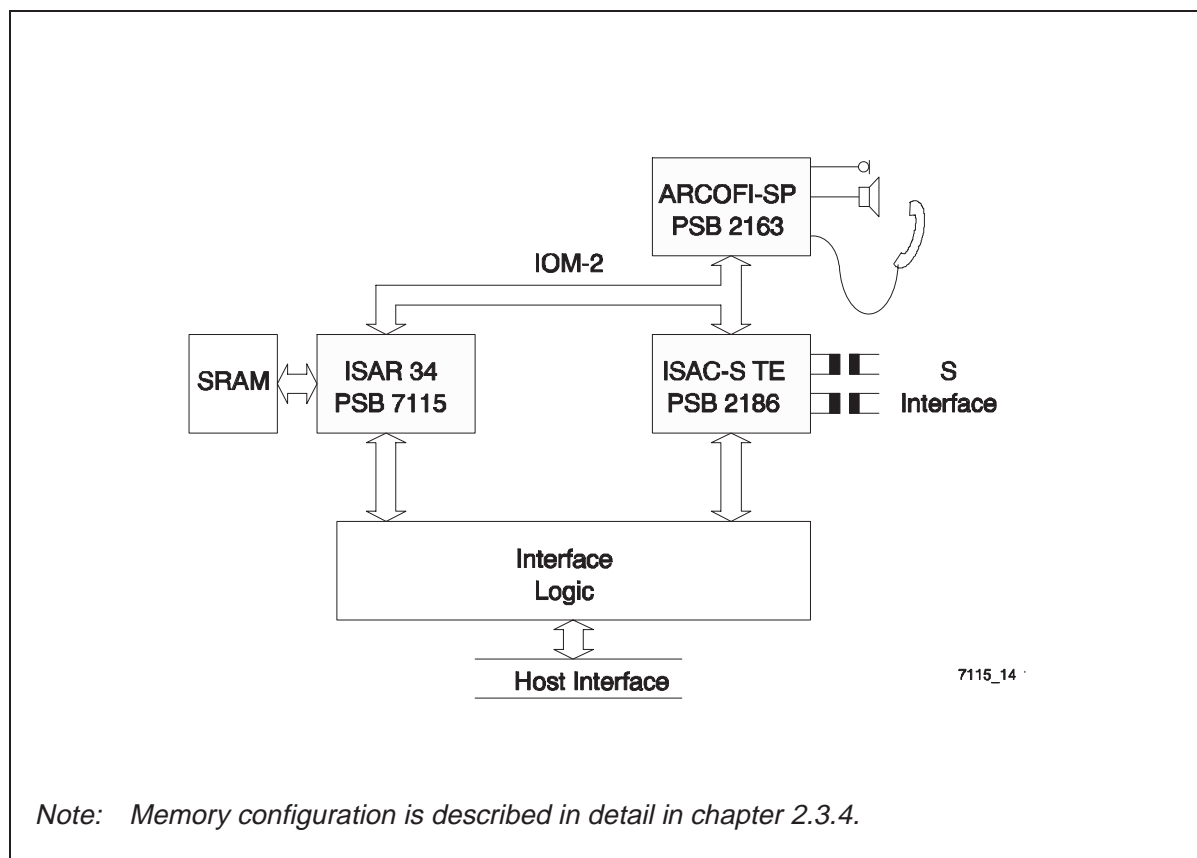 ARCOFI-SP
PSB 2163
IOM-2
SRAM
ISAR 34
PSB 7115
ISAC-S TE
PSB 2186
S
Interface
Interface
Logic
Host Interface
7115_14
Note: Memory configuration is described in detail in chapter 2.3.4.